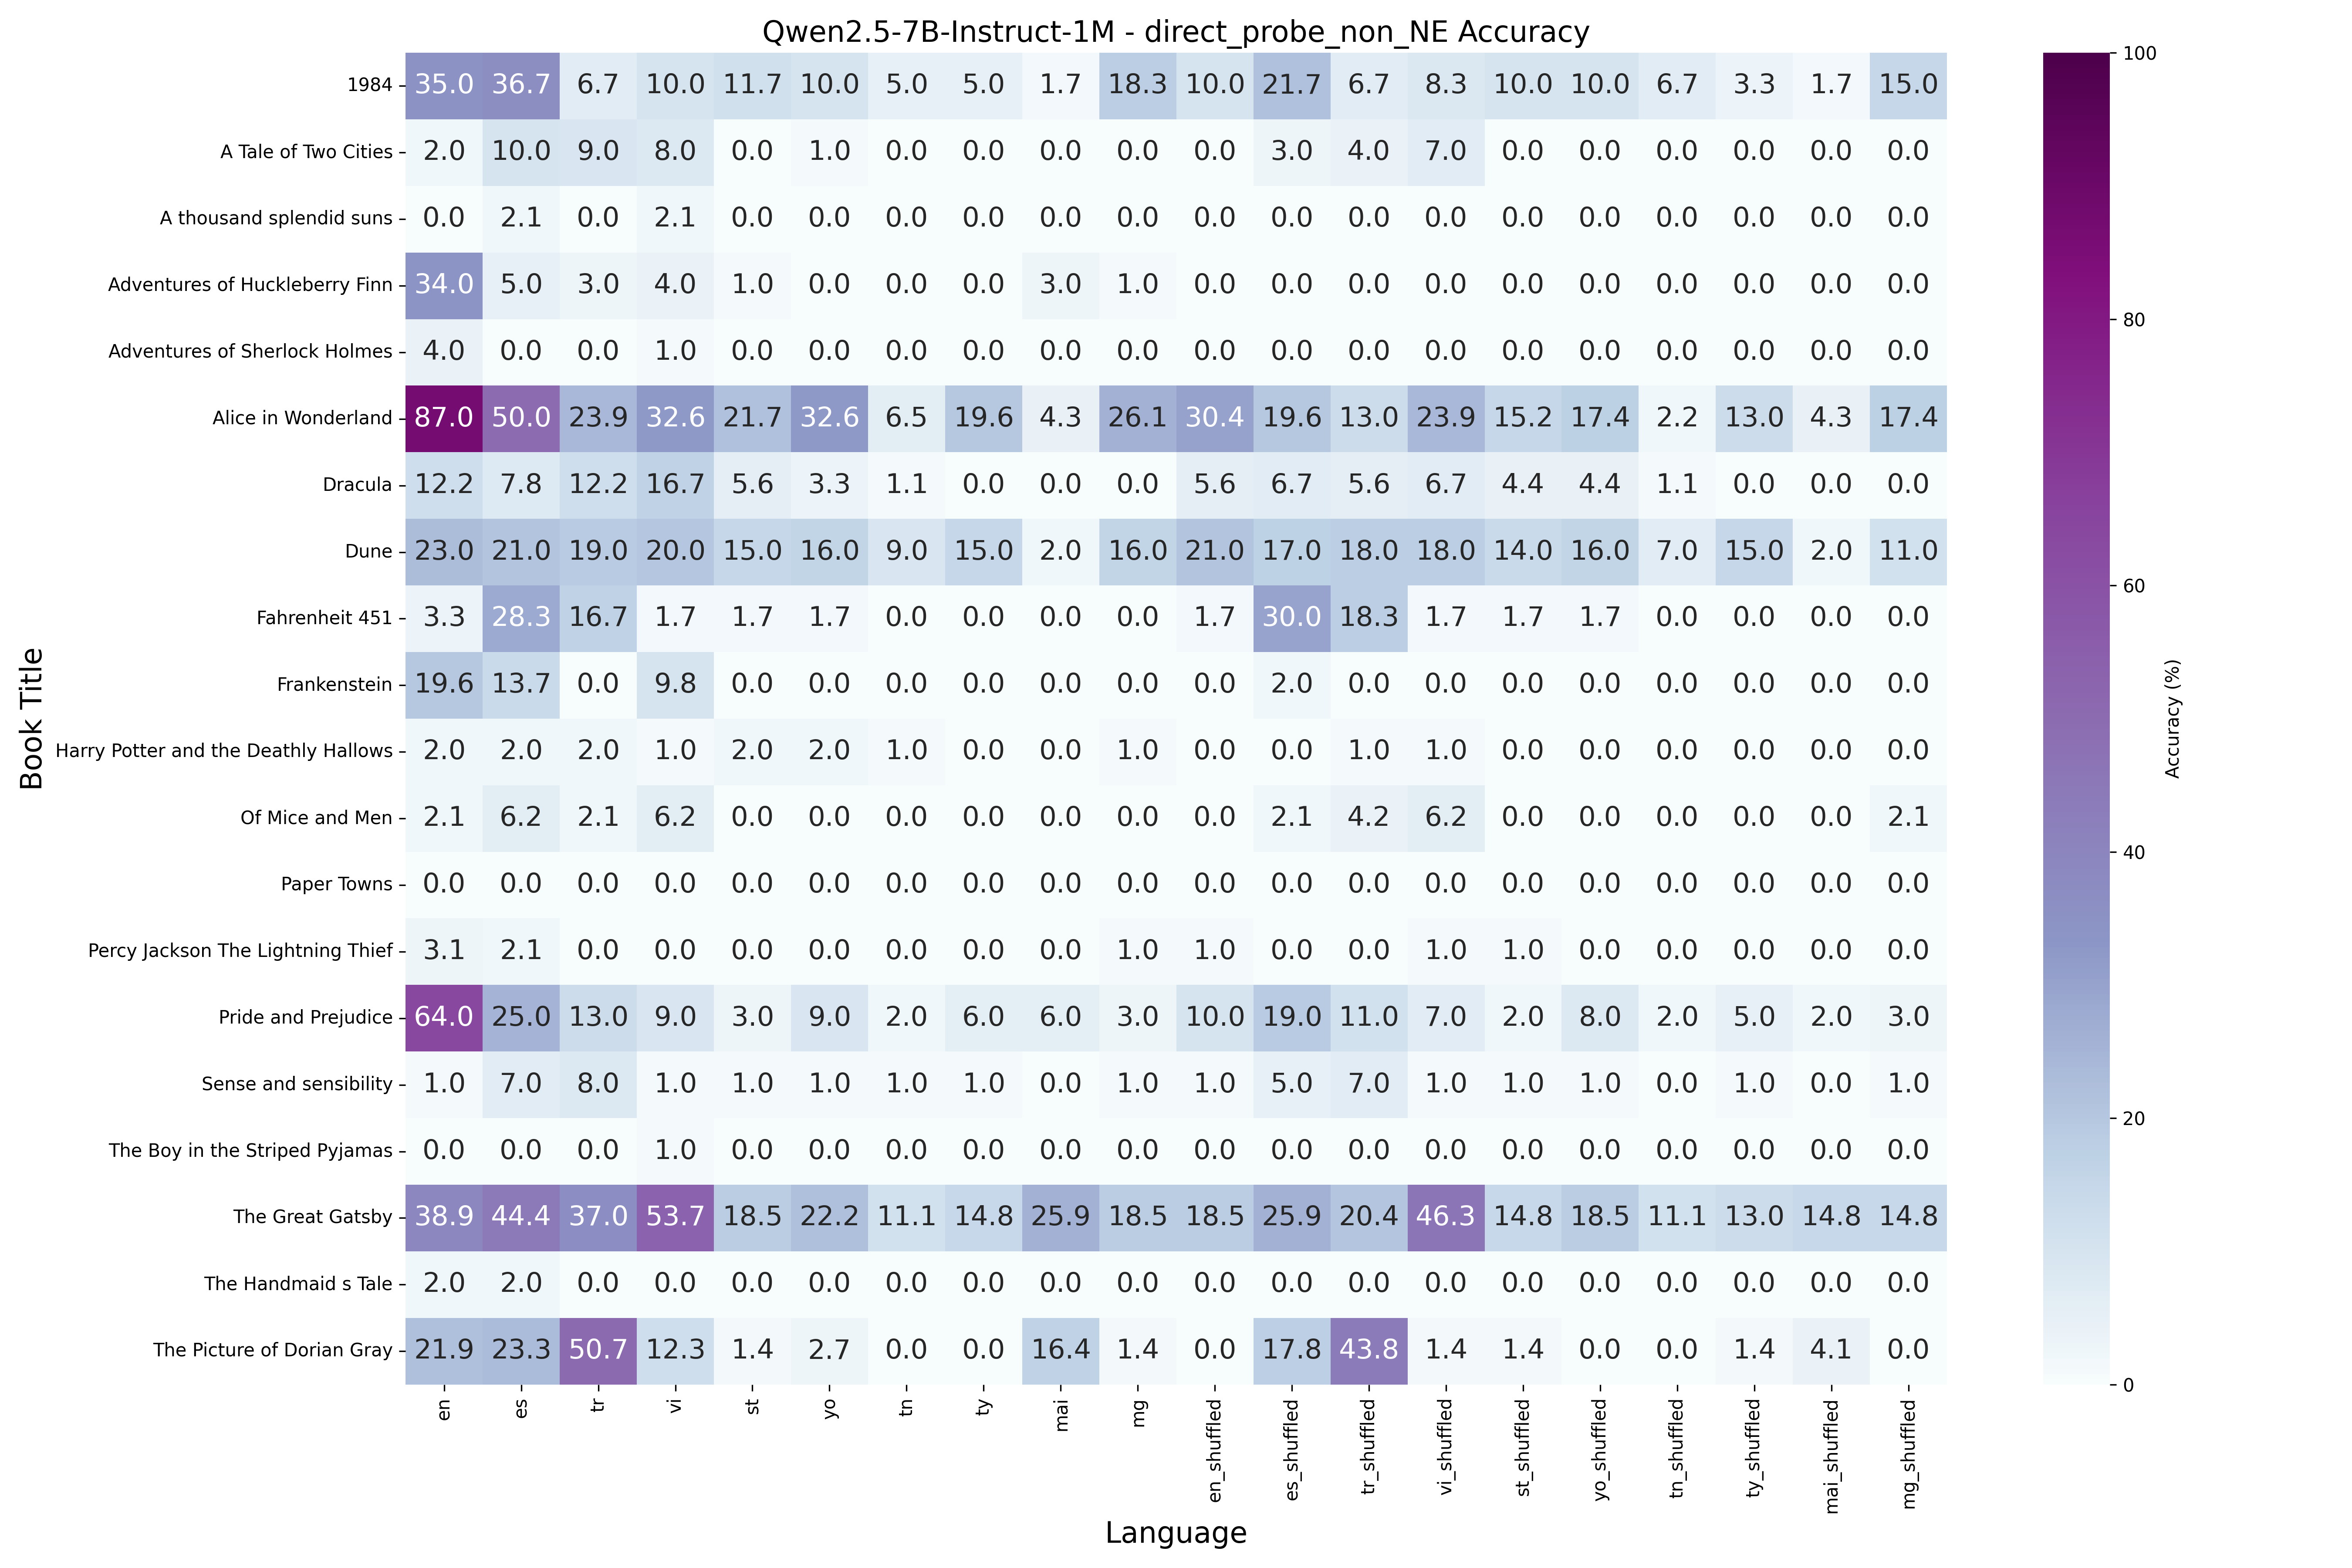 Qwen2.5-7B-Instruct-1M - direct_probe_non_NE Accuracy
Book Title
1984 35.0 36.7 6.7 10.0 11.7 10.0 5.0 5.0 1.7 18.3 10.0 21.7 6.7 8.3 10.0 10.0 6.7 3.3 1.7 15.0
A Tale of Two Cities 2.0 10.0 9.0 8.0 0.0 1.0 0.0 0.0 0.0 0.0 0.0 3.0 4.0 7.0 0.0 0.0 0.0 0.0 0.0 0.0
A thousand splendid suns 0.0 2.1 0.0 2.1 0.0 0.0 0.0 0.0 0.0 0.0 0.0 0.0 0.0 0.0 0.0 0.0 0.0 0.0 0.0 0.0
Adventures of Huckleberry Finn 34.0 5.0 3.0 4.0 1.0 0.0 0.0 0.0 3.0 1.0 0.0 0.0 0.0 0.0 0.0 0.0 0.0 0.0 0.0 0.0
Adventures of Sherlock Holmes 4.0 0.0 0.0 1.0 0.0 0.0 0.0 0.0 0.0 0.0 0.0 0.0 0.0 0.0 0.0 0.0 0.0 0.0 0.0 0.0
Alice in Wonderland 87.0 50.0 23.9 32.6 21.7 32.6 6.5 19.6 4.3 26.1 30.4 19.6 13.0 23.9 15.2 17.4 2.2 13.0 4.3 17.4
Dracula 12.2 7.8 12.2 16.7 5.6 3.3 1.1 0.0 0.0 0.0 5.6 6.7 5.6 6.7 4.4 4.4 1.1 0.0 0.0 0.0
Dune 23.0 21.0 19.0 20.0 15.0 16.0 9.0 15.0 2.0 16.0 21.0 17.0 18.0 18.0 14.0 16.0 7.0 15.0 2.0 11.0
Fahrenheit 451 3.3 28.3 16.7 1.7 1.7 1.7 0.0 0.0 0.0 0.0 1.7 30.0 18.3 1.7 1.7 1.7 0.0 0.0 0.0 0.0
Frankenstein 19.6 13.7 0.0 9.8 0.0 0.0 0.0 0.0 0.0 0.0 0.0 2.0 0.0 0.0 0.0 0.0 0.0 0.0 0.0 0.0
Harry Potter and the Deathly Hallows 2.0 2.0 2.0 1.0 2.0 2.0 1.0 0.0 0.0 1.0 0.0 0.0 1.0 1.0 0.0 0.0 0.0 0.0 0.0 0.0
Of Mice and Men 2.1 6.2 2.1 6.2 0.0 0.0 0.0 0.0 0.0 0.0 0.0 2.1 4.2 6.2 0.0 0.0 0.0 0.0 0.0 2.1
Paper Towns 0.0 0.0 0.0 0.0 0.0 0.0 0.0 0.0 0.0 0.0 0.0 0.0 0.0 0.0 0.0 0.0 0.0 0.0 0.0 0.0
Percy Jackson The Lightning Thief 3.1 2.1 0.0 0.0 0.0 0.0 0.0 0.0 0.0 1.0 1.0 0.0 0.0 1.0 1.0 0.0 0.0 0.0 0.0 0.0
Pride and Prejudice 64.0 25.0 13.0 9.0 3.0 9.0 2.0 6.0 6.0 3.0 10.0 19.0 11.0 7.0 2.0 8.0 2.0 5.0 2.0 3.0
Sense and sensibility 1.0 7.0 8.0 1.0 1.0 1.0 1.0 1.0 0.0 1.0 1.0 5.0 7.0 1.0 1.0 1.0 0.0 1.0 0.0 1.0
The Boy in the Striped Pyjamas 0.0 0.0 0.0 1.0 0.0 0.0 0.0 0.0 0.0 0.0 0.0 0.0 0.0 0.0 0.0 0.0 0.0 0.0 0.0 0.0
The Great Gatsby 38.9 44.4 37.0 53.7 18.5 22.2 11.1 14.8 25.9 18.5 18.5 25.9 20.4 46.3 14.8 18.5 11.1 13.0 14.8 14.8
The Handmaid s Tale 2.0 2.0 0.0 0.0 0.0 0.0 0.0 0.0 0.0 0.0 0.0 0.0 0.0 0.0 0.0 0.0 0.0 0.0 0.0 0.0
The Picture of Dorian Gray 21.9 23.3 50.7 12.3 1.4 2.7 0.0 0.0 16.4 1.4 0.0 17.8 43.8 1.4 1.4 0.0 0.0 1.4 4.1 0.0
en es tr vi st yo tn ty mai mg en_shuffled es_shuffled tr_shuffled vi_shuffled st_shuffled yo_shuffled tn_shuffled ty_shuffled mai_shuffled mg_shuffled
Language
100
80
60
40
20
0
Accuracy (%)